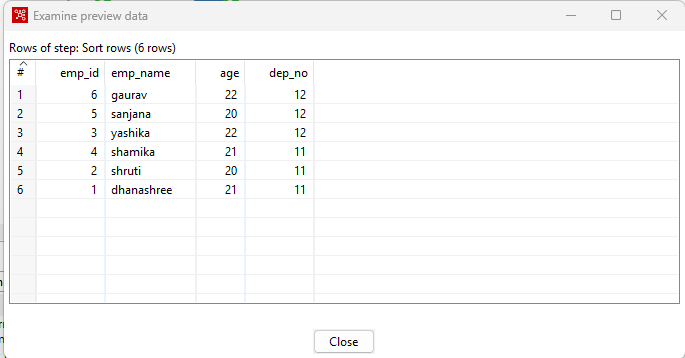 Examine preview data
Rows of step: Sort rows (6 rows)
# emp_id emp_name age dep_no
1 6 gaurav 22 12
2 5 sanjana 20 12
3 3 yashika 22 12
4 4 shamika 21 11
5 2 shruti 20 11
6 1 dhanashree 21 11
Close